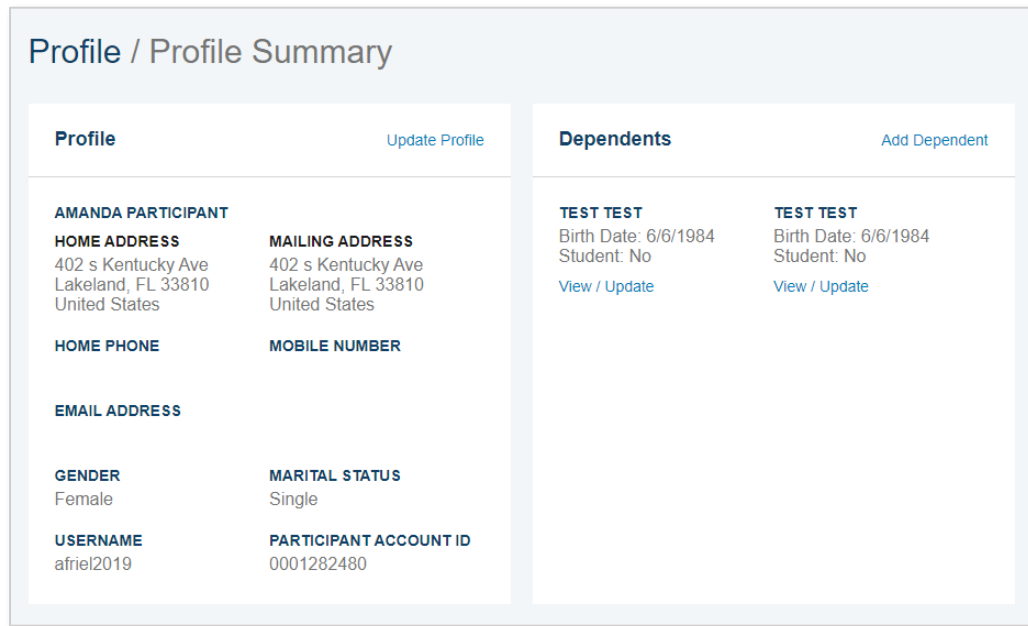 Profile / Profile Summary
Profile
Update Profile
AMANDA PARTICIPANT
HOME ADDRESS
402 s Kentucky Ave
Lakeland, FL 33810
United States
MAILING ADDRESS
402 s Kentucky Ave
Lakeland, FL 33810
United States
HOME PHONE
MOBILE NUMBER
EMAIL ADDRESS
GENDER
Female
MARITAL STATUS
Single
USERNAME
afriel2019
PARTICIPANT ACCOUNT ID
0001282480
Dependents
Add Dependent
TEST TEST
Birth Date: 6/6/1984
Student: No
View / Update
TEST TEST
Birth Date: 6/6/1984
Student: No
View / Update